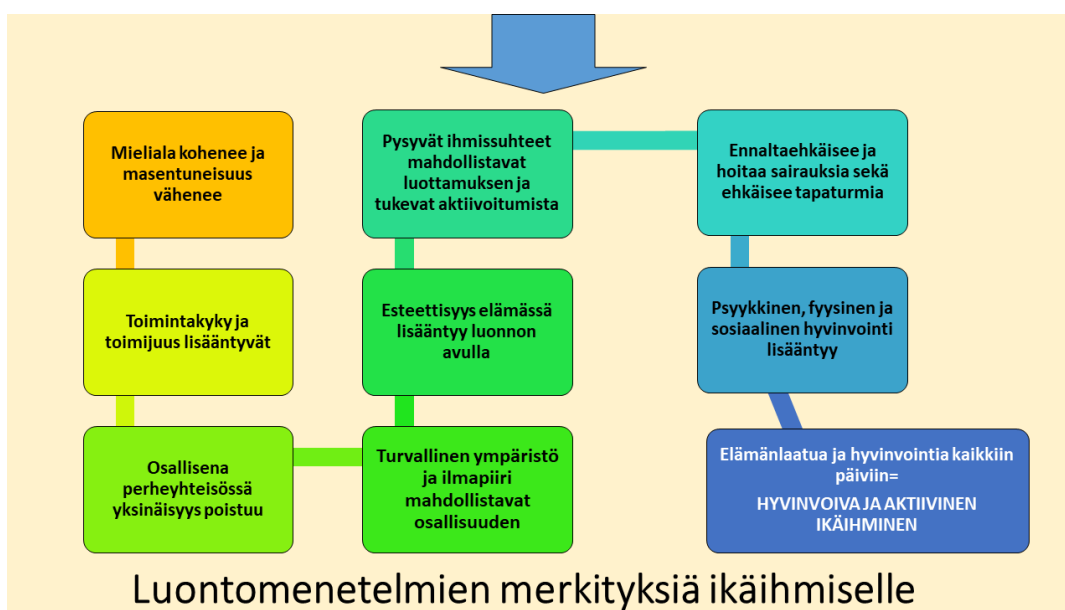 Mieliala kohenee ja
masentuneisuus
vähenee
Toimintakyky ja
toimijuus lisääntyvät
Osallisena
perheyhteisössä
yksinäisyys poistuu
Turvallinen ympäristö
ja ilmapiiri
mahdollistavat
osallisuuden
Esteettisyys elämässä
lisääntyy luonnon
avulla
Pysyvät ihmissuhteet
mahdollistavat
luottamuksen ja
tukevat aktiivoitumista
Ennaltaehkäisee ja
hoitaa sairauksia sekä
ehkäisee tapaturmia
Psyykkinen, fyysinen ja
sosiaalinen hyvinvointi
lisääntyy
Elämänlaatua ja hyvinvointia kaikkiin
päiviin=
HYVINVOIVA JA AKTIIVINEN
IKÄIHMINEN
Luontomenetelmien merkityksiä ikäihmiselle